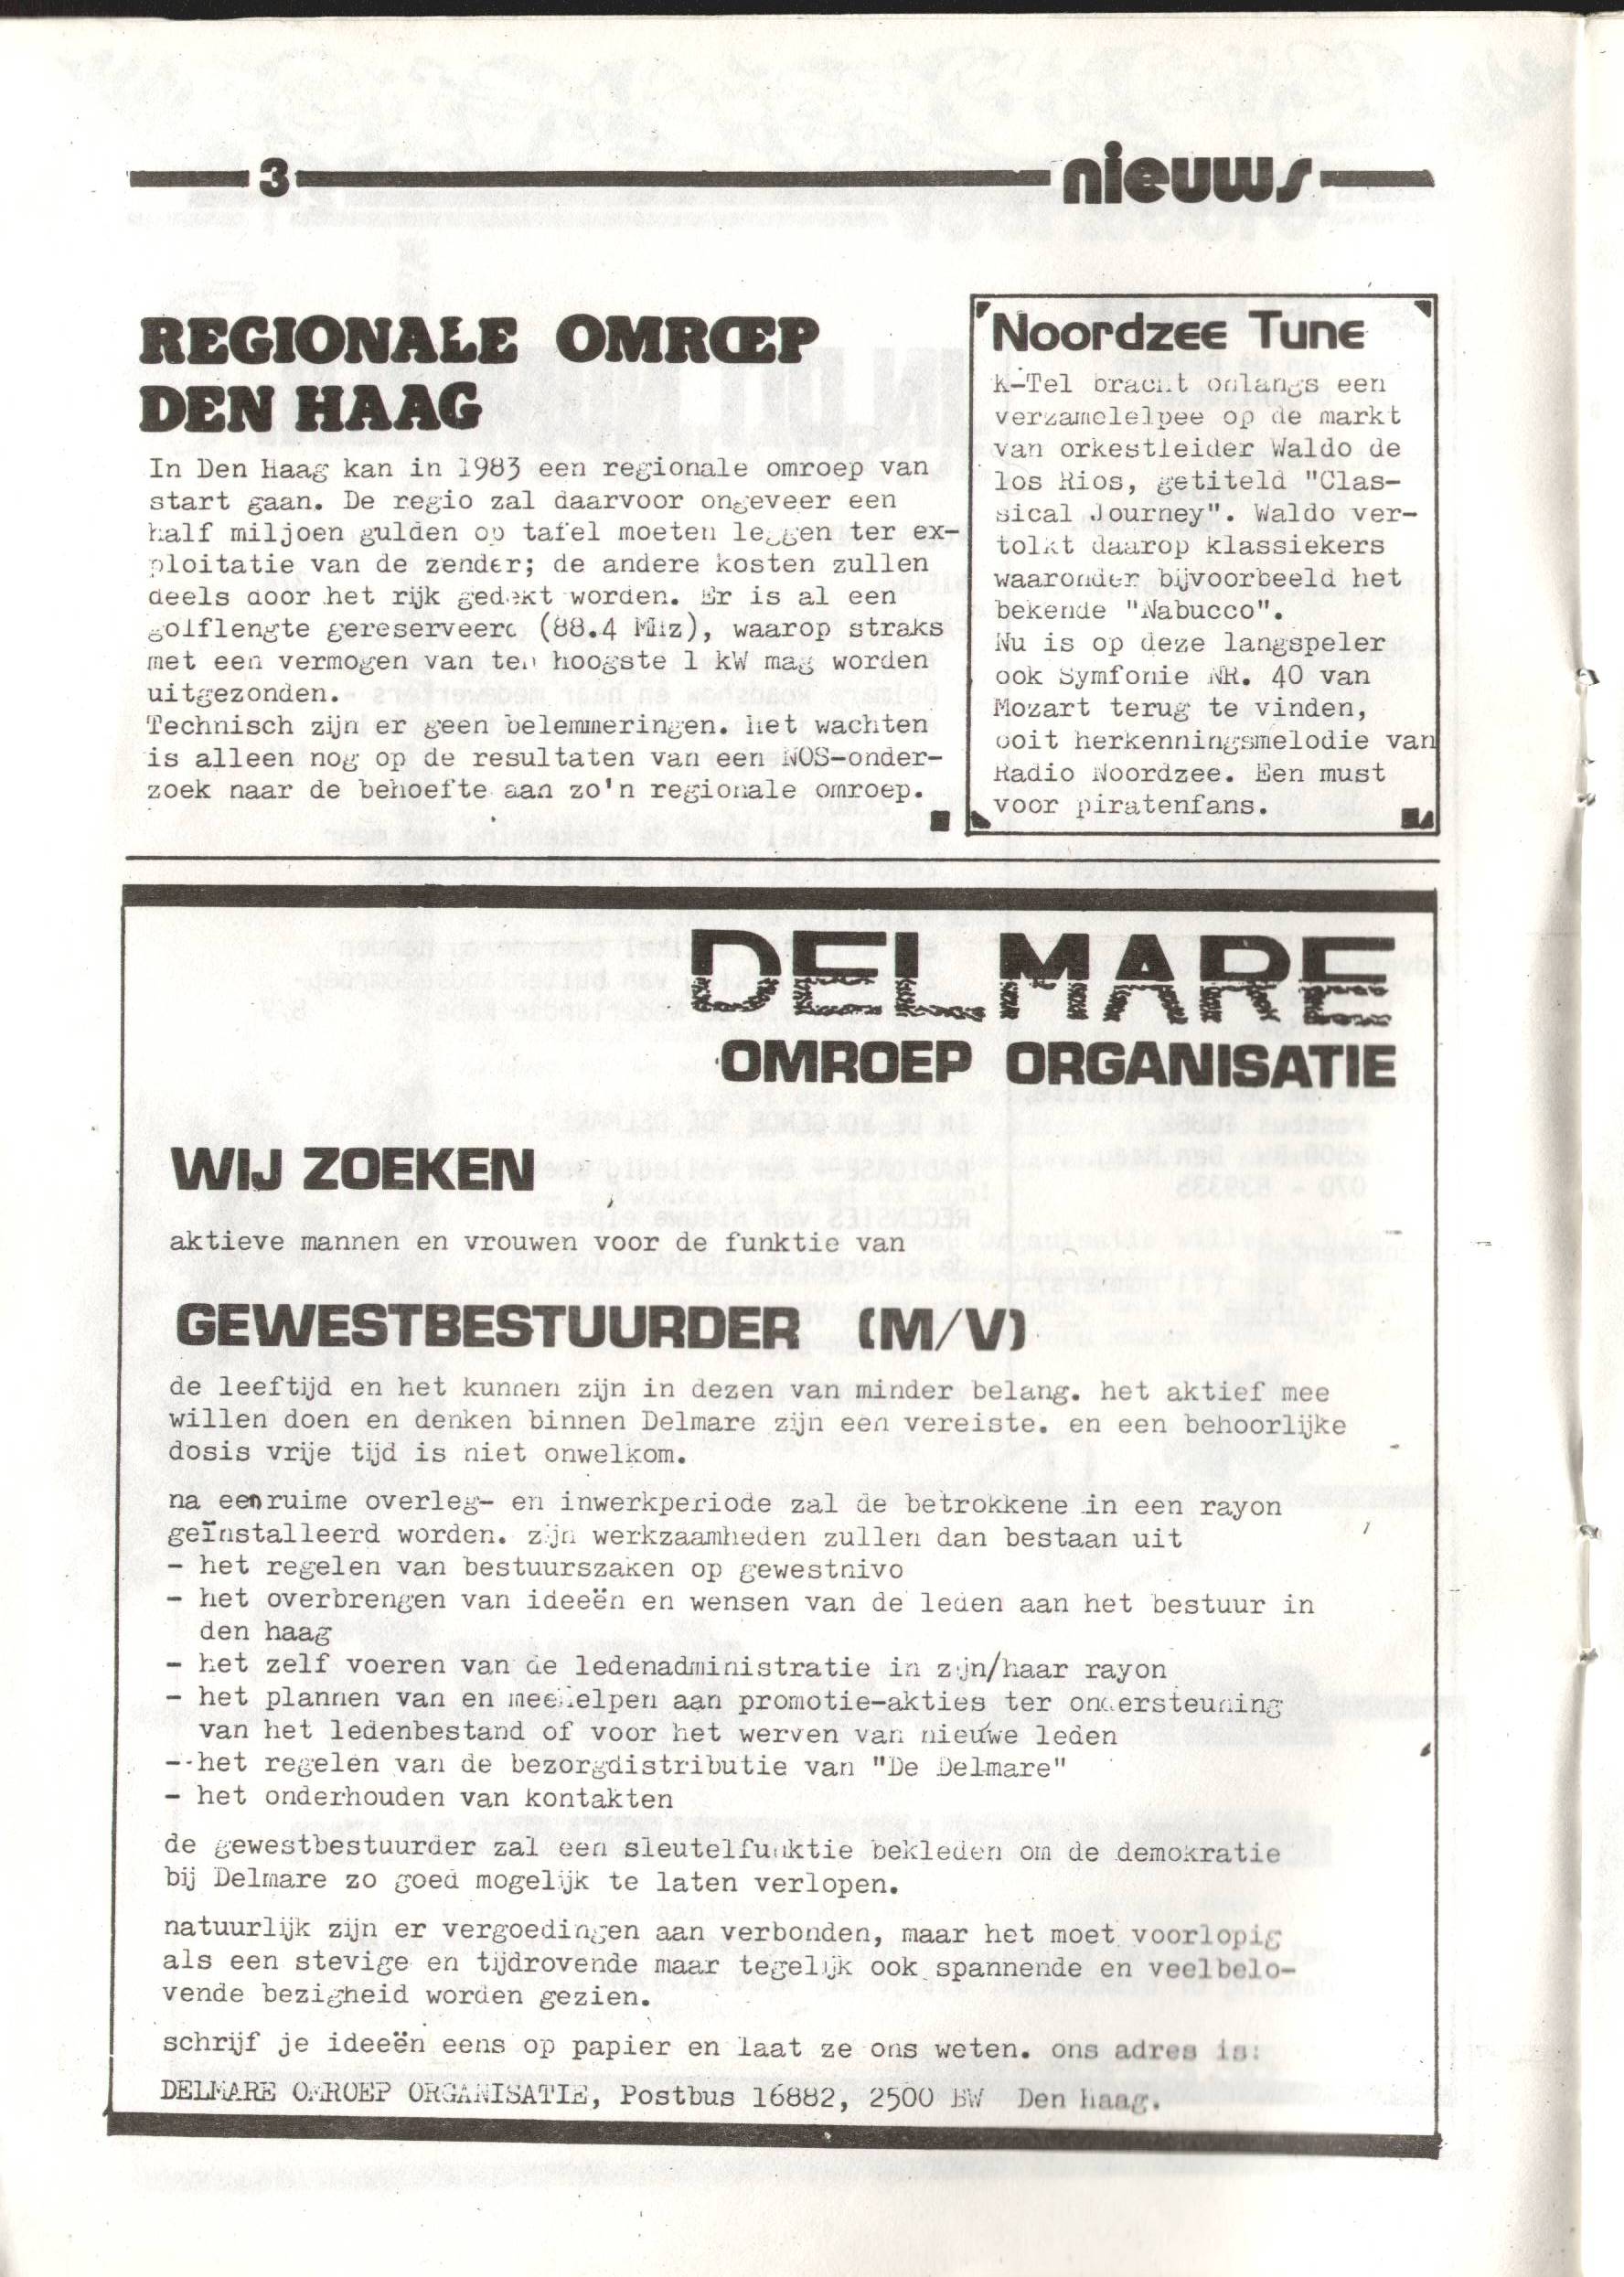 3 nieuws
REGIONALE OMROEP
DEN HAAG
In Den Haag kan in 1983 een regionale omroep van
start gaan. De regio zal daarvoor ongeveer een
half miljoen gulden op tafel moeten leggen ter ex-
ploitatie van de zender; de andere kosten zullen
deels door het rijk gedekt worden. Er is al een
golflengte gereserveerd (88.4 MHz), waarop straks
met een vermogen van ten hoogste 1 kW mag worden
uitgezonden.
Technisch zijn er geen belemmeringen. het wachten
is alleen nog op de resultaten van een NOS-onder-
zoek naar de behoefte aan zo'n regionale omroep.
Noordzee Tune
K-Tel bracht onlangs een
verzamelelpee op de markt
van orkestleider Waldo de
los Rios, getiteld "Clas-
sical Journey". Waldo ver-
tolkt daarop klassiekers
waaronder bijvoorbeeld het
bekende "Nabucco".
Nu is op deze langspeler
ook Symfonie NR. 40 van
Mozart terug te vinden,
ooit herkenningsmelodie van
Radio Noordzee. Een must
voor piratenfans.
DELMARE
OMROEP ORGANISATIE
WIJ ZOEKEN
aktieve mannen en vrouwen voor de funktie van
GEWESTBESTUURDER (M/V)
de leeftijd en het kunnen zijn in dezen van minder belang. het aktief mee
willen doen en denken binnen Delmare zijn een vereiste. en een behoorlijke
dosis vrije tijd is niet onwelkom.
na een ruime overleg- en inwerkperiode zal de betrokkene in een rayon
geïnstalleerd worden. zijn werkzaamheden zullen dan bestaan uit
- het regelen van bestuurszaken op gewestnivo
- het overbrengen van ideeën en wensen van de leden aan het bestuur in
den haag
- het zelf voeren van de ledenadministratie in zijn/haar rayon
- het plannen van en meehelpen aan promotie-akties ter ondersteuning
van het ledenbestand of voor het werven van nieuwe leden
- het regelen van de bezorgdistributie van "De Delmare"
- het onderhouden van kontakten
de gewestbestuurder zal een sleutelfunktie bekleden om de demokratie
bij Delmare zo goed mogelijk te laten verlopen.
natuurlijk zijn er vergoedingen aan verbonden, maar het moet voorlopig
als een stevige en tijdrovende maar tegelijk ook spannende en veelbelo-
vende bezigheid worden gezien.
schrijf je ideeën eens op papier en laat ze ons weten. ons adres is:
DELMARE OMROEP ORGANISATIE, Postbus 16882, 2500 BW Den haag.